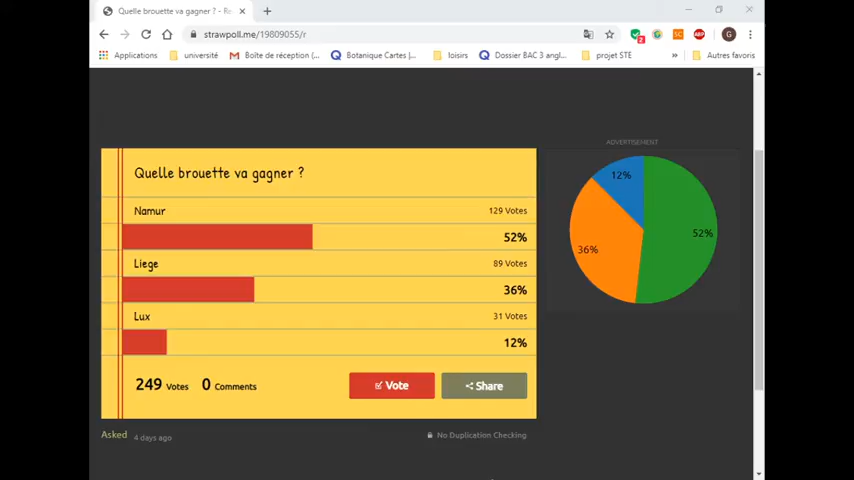 Quelle brouette va gagner ? - Re
strawpoll.me/19809055/r
Applications
université
Boîte de réception (...
Botanique Cartes |...
loisirs
Dossier BAC 3 angl...
projet STE
»
Autres favoris
ADVERTISEMENT
Quelle brouette va gagner ?
Namur
129 Votes
52%
Liege
89 Votes
36%
Lux
31 Votes
12%
249 Votes 0 Comments
Vote
Share
12%
52%
36%
Asked 4 days ago
No Duplication Checking
2
SC
ABP
G